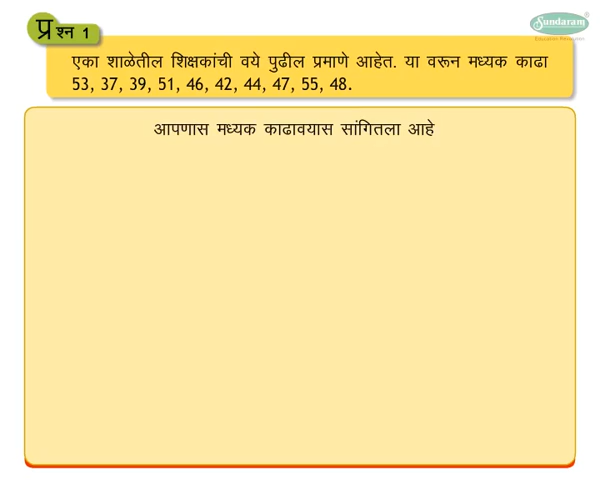 प्रश्न 1
Sundaram®
एका शाळेतील शिक्षकांची वये पुढील प्रमाणे आहेत. या वरून मध्यक काढा
53, 37, 39, 51, 46, 42, 44, 47, 55, 48.
आपणास मध्यक काढावयास सांगितला आहे